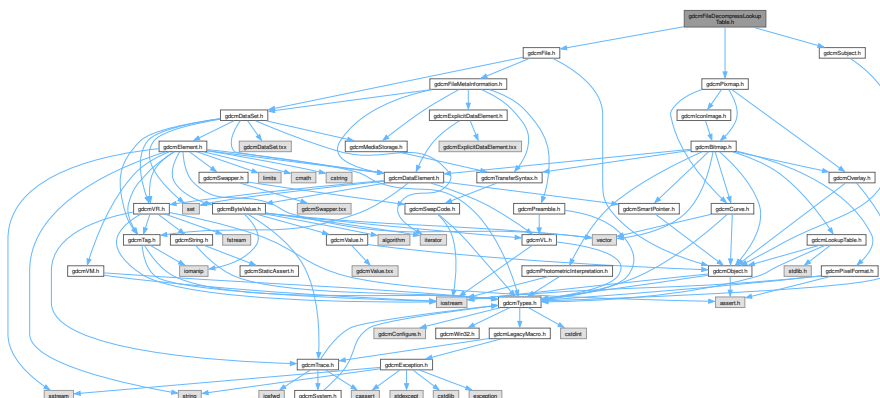 gdcmFileDecompressLookup
Table.h
gdcmFile.h
gdcmSubject.h
gdcmFileMetaInformation.h
gdcmPixmap.h
gdcmDataSet.h
gdcmExplicitDataElement.h
gdcmIconImage.h
gdcmElement.h
gdcmDataSet.txx
gdcmMediaStorage.h
gdcmExplicitDataElement.txx
gdcmBitmap.h
gdcmSwapper.h
limits
cmath
cstring
gdcmDataElement.h
gdcmTransferSyntax.h
gdcmOverlay.h
gdcmVR.h
set
gdcmByteValue.h
gdcmSwapper.txx
gdcmSwapCode.h
gdcmPreamble.h
gdcmSmartPointer.h
gdcmCurve.h
gdcmTag.h
gdcmString.h
fstream
gdcmValue.h
algorithm
iterator
gdcmVL.h
vector
gdcmLookupTable.h
gdcmVM.h
iomanip
gdcmStaticAssert.h
gdcmValue.txx
gdcmPhotometricInterpretation.h
gdcmObject.h
stdlib.h
gdcmPixelFormat.h
iostream
gdcmTypes.h
assert.h
gdcmConfigure.h
gdcmWin32.h
gdcmLegacyMacro.h
cstdint
gdcmTrace.h
gdcmException.h
sstream
string
iosfwd
gdcmSystem.h
cassert
stdexcept
cstdlib
exception